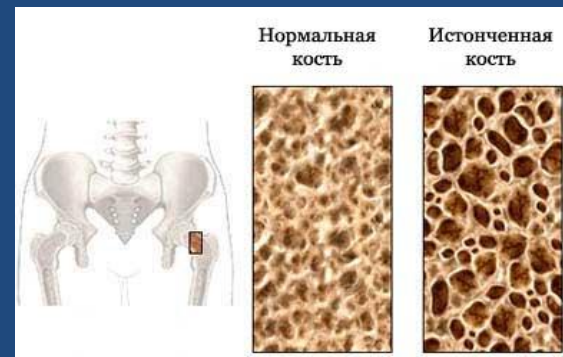 Нормальная
кость
Истонченная
кость